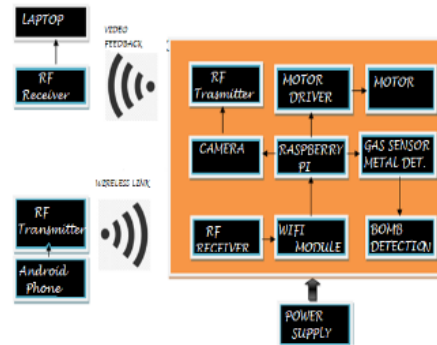 LAPTOP
RF
Receiver
VIDEO
FEEDBACK
RF
Trasmitter
MOTOR
DRIVER
MOTOR
CAMERA
RASPBERRY
PI
GAS SENSOR
METAL DET.
WIRELESS LINK
RF
Transmitter
Android
Phone
RF
RECEIVER
WIFI
MODULE
BOMB
DETECTION
POWER
SUPPLY